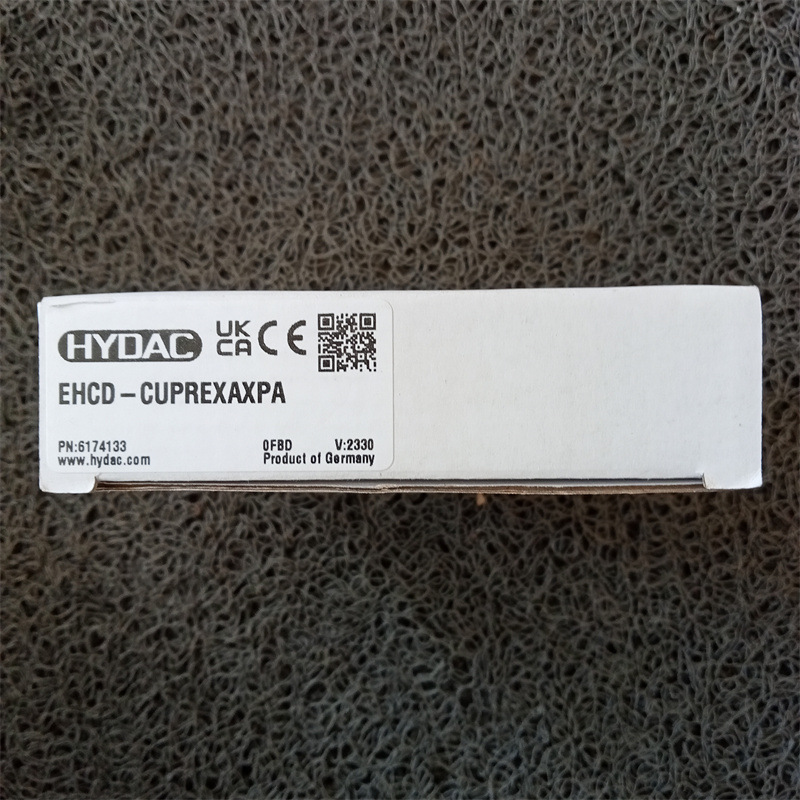 HYDAC UK CA CE
EHCD-CUPREXAXPA
PN:6174133 0FBD V:2330
www.hydac.com Product of Germany